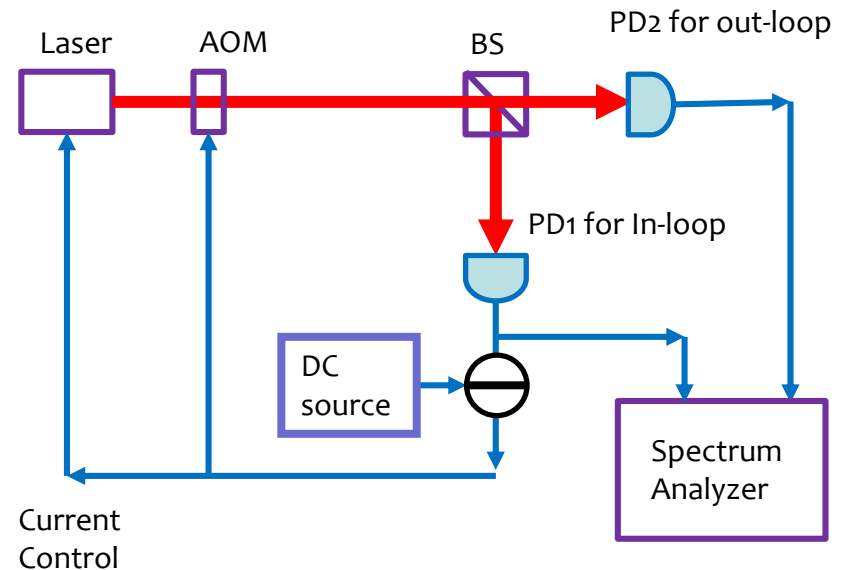 PD2 for out-loop
Laser
AOM
BS
PD1 for In-loop
DC
source
Spectrum
Analyzer
Current
Control